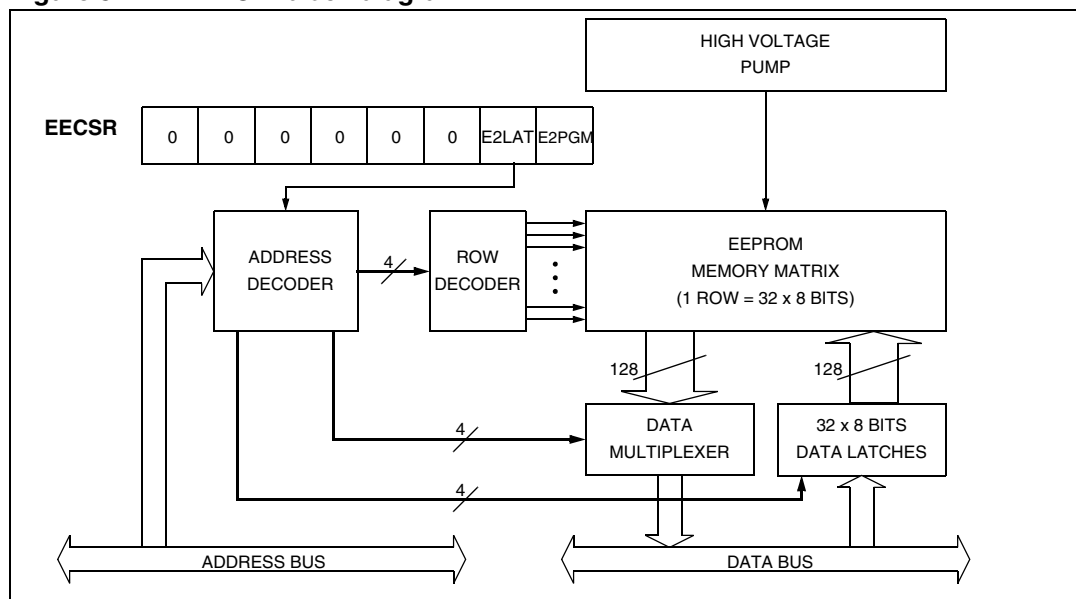 HIGH VOLTAGE
PUMP
EECSR 0 0 0 0 0 0 E2LAT E2PGM
ADDRESS
DECODER
4
ROW
DECODER
EEPROM
MEMORY MATRIX
(1 ROW = 32 x 8 BITS)
128
128
4
DATA
MULTIPLEXER
32 x 8 BITS
DATA LATCHES
4
ADDRESS BUS
DATA BUS